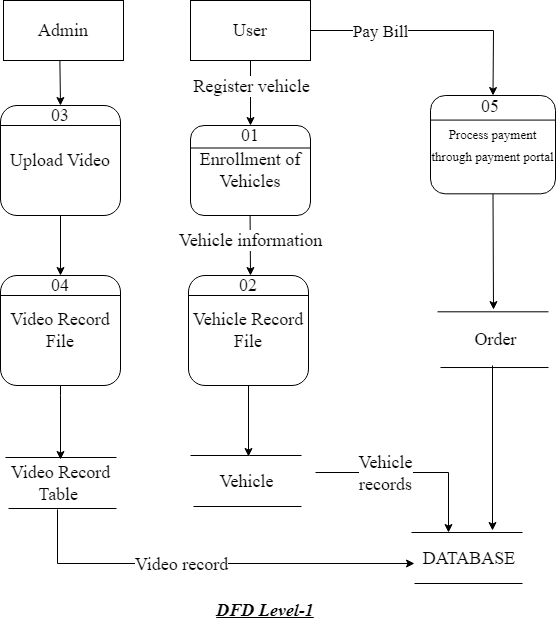 Admin
User
Pay Bill
Register vehicle
03
Upload Video
01
Enrollment of
Vehicles
05
Process payment
through payment portal
Vehicle information
04
Video Record
File
02
Vehicle Record
File
Order
Video Record
Table
Vehicle
Vehicle
records
DATABASE
Video record
DFD Level-1